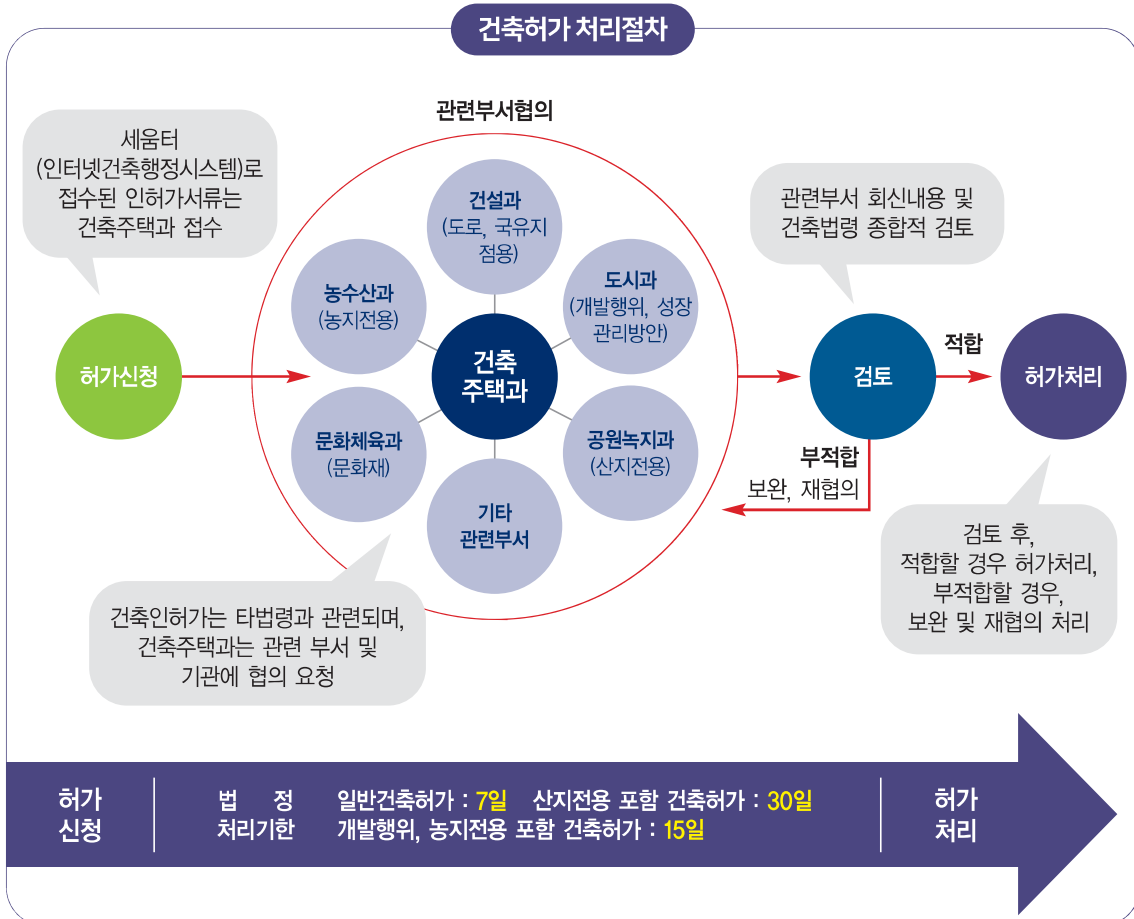 건축허가 처리절차
세움터
(인터넷건축행정시스템)로
접수된 인허가서류는
건축주택과 접수
허가신청
관련부서협의
건설과
(도로, 국유지
점용)
농수산과
(농지전용)
도시과
(개발행위, 성장
관리방안)
건축
주택과
문화체육과
(문화재)
공원녹지과
(산지전용)
기타
관련부서
건축인허가는 타법령과 관련되며,
건축주택과는 관련 부서 및
기관에 협의 요청
관련부서 회신내용 및
건축법령 종합적 검토
검토
적합
허가처리
부적합
보완, 재협의
검토 후,
적합할 경우 허가처리,
부적합할 경우,
보완 및 재협의 처리
허가
신청
법 정
처리기한
일반건축허가 : 7일 산지전용 포함 건축허가 : 30일
개발행위, 농지전용 포함 건축허가 : 15일
허가
처리